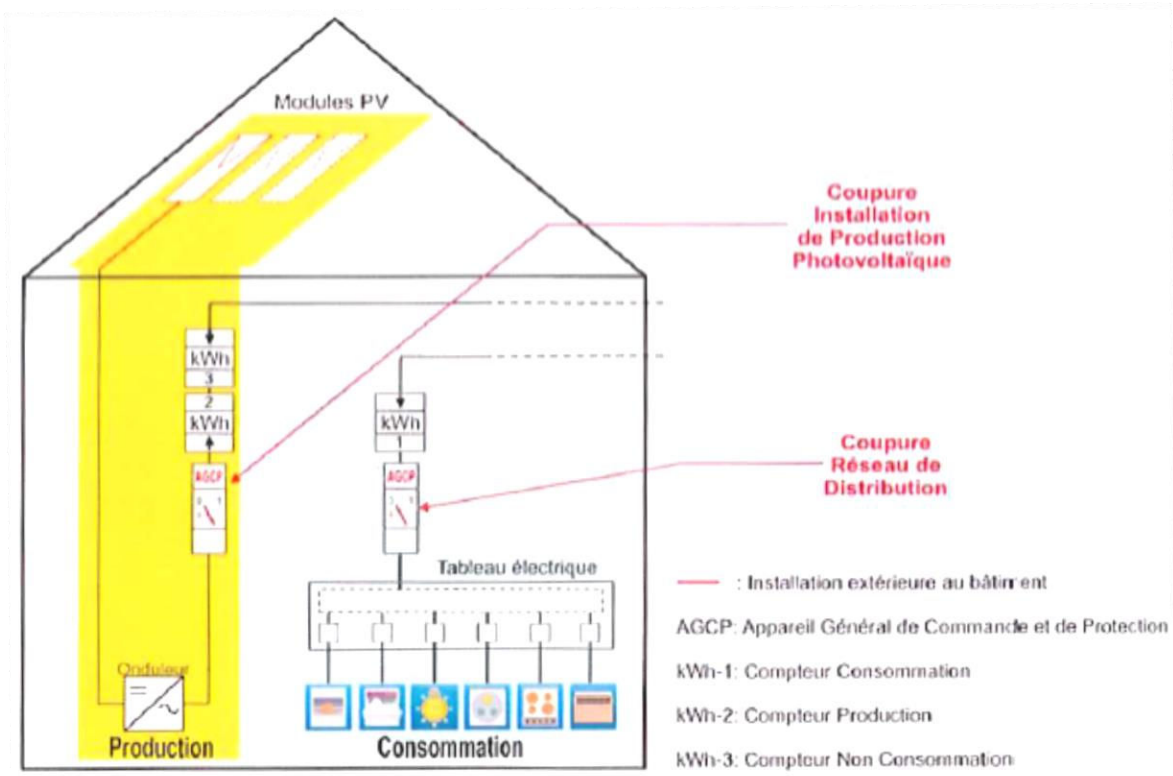 Modules PV
Coupure
Installation
de Production
Photovoltaïque
kWh
3
2
kWh
kWh
1
AGCP
AGCP
Coupure
Réseau de
Distribution
Tableau électrique
: Installation extérieure au bâtiment
AGCP: Appareil Général de Commande et de Protection
kWh-1: Compteur Consommation
kWh-2: Compteur Production
kWh-3: Compteur Non Consommation
Onduleur
Production
Consommation